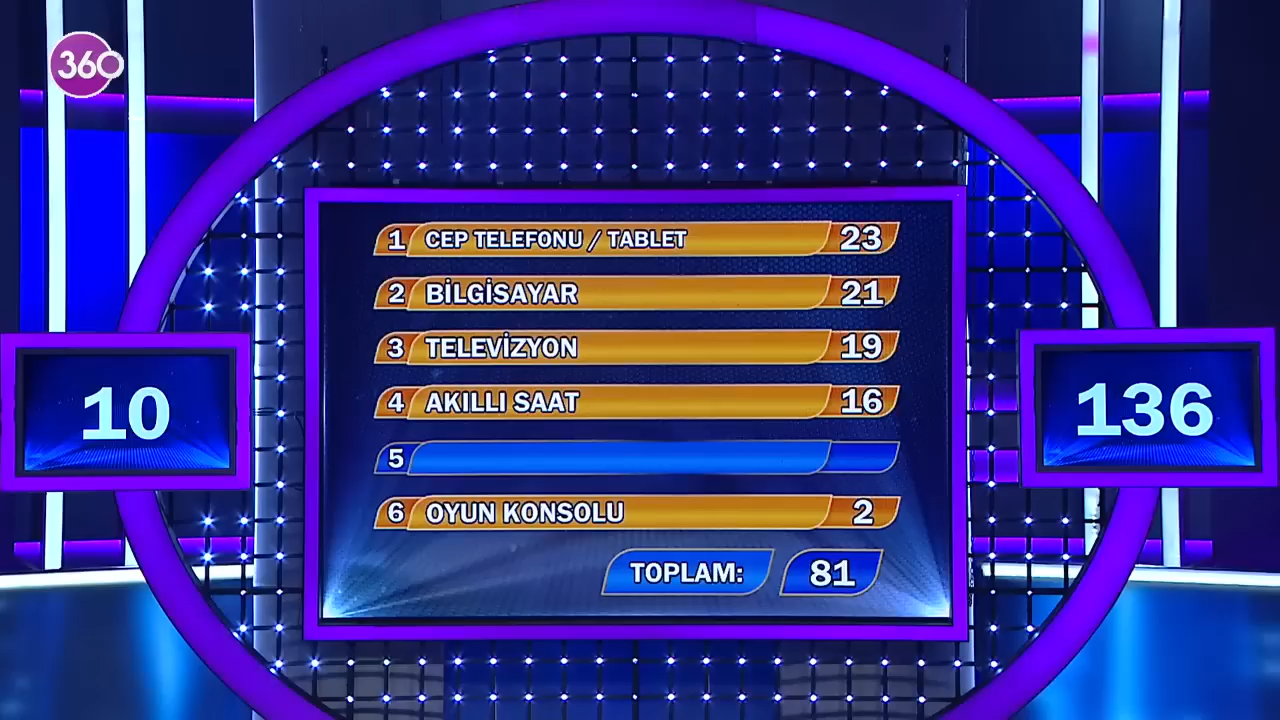 360
1 CEP TELEFONU / TABLET 23
2 BİLGİSAYAR 21
3 TELEVİZYON 19
4 AKILLI SAAT 16
5
6 OYUN KONSOLU 2
TOPLAM: 81
10
136